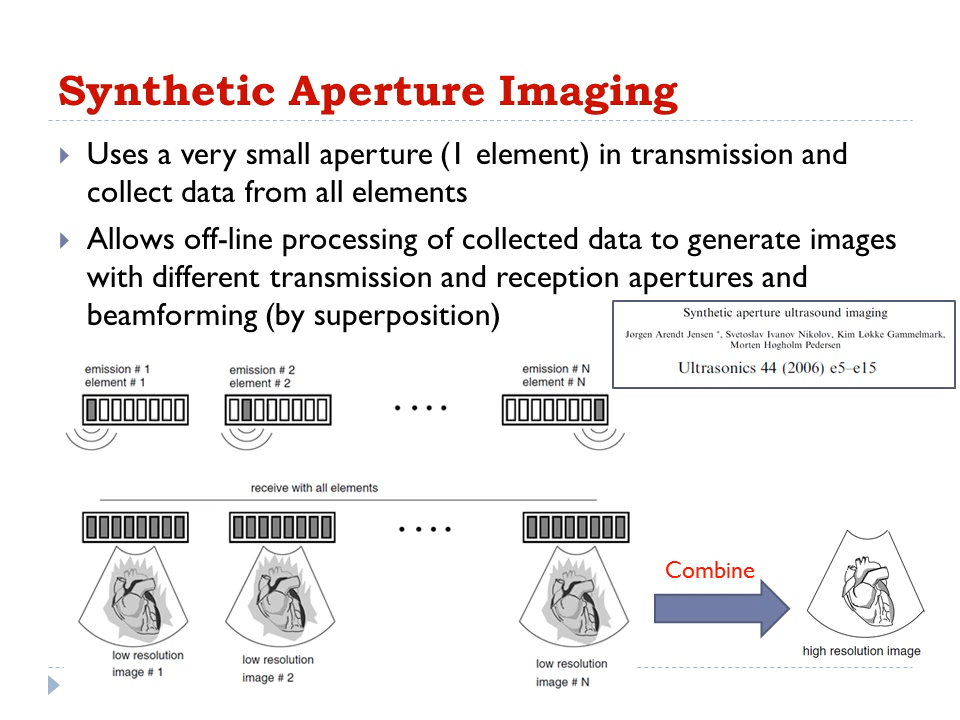 Synthetic Aperture Imaging
Uses a very small aperture (1 element) in transmission and
collect data from all elements
Allows off-line processing of collected data to generate images
with different transmission and reception apertures and
beamforming (by superposition)
Synthetic aperture ultrasound imaging
Jørgen Arendt Jensen *, Svetoslav Ivanov Nikolov, Kim Løkke Gammelmark,
Morten Høgholm Pedersen
Ultrasonics 44 (2006) e5–e15
emission # 1
element # 1
emission # 2
element # 2
emission # N
element # N
receive with all elements
Combine
low resolution
image # 1
low resolution
image # 2
low resolution
image # N
high resolution image